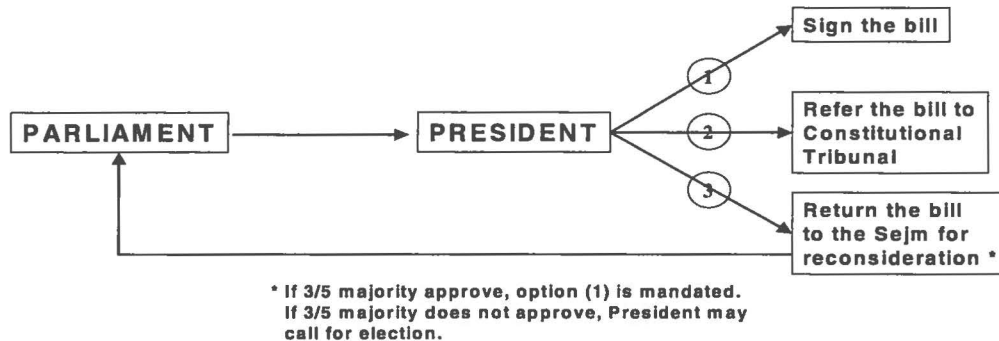 Sign the bill
1
PARLIAMENT
PRESIDENT
2
Refer the bill to
Constitutional
Tribunal
3
Return the bill
to the Sejm for
reconsideration *
* If 3/5 majority approve, option (1) is mandated.
If 3/5 majority does not approve, President may
call for election.